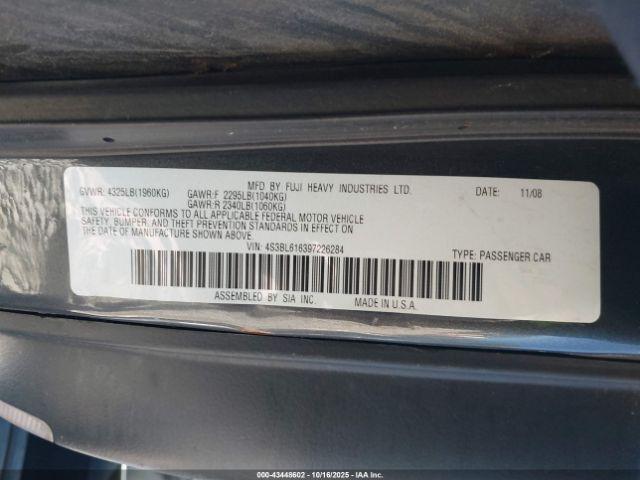 MFD BY FUJI HEAVY INDUSTRIES LTD. DATE: 11/08
GVWR: 4325LB(1960KG) GAWR:F 2295LB(1040KG)
GAWR:R 2340LB(1060KG)
THIS VEHICLE CONFORMS TO ALL APPLICABLE FEDERAL MOTOR VEHICLE
SAFETY, BUMPER, AND THEFT PREVENTION STANDARDS IN EFFECT ON
THE DATE OF MANUFACTURE SHOWN ABOVE.
VIN: 4S3BL616397226284 TYPE: PASSENGER CAR
ASSEMBLED BY SIA INC. MADE IN U.S.A.
000-43448602 | 10/16/2025 | IAAI.COM